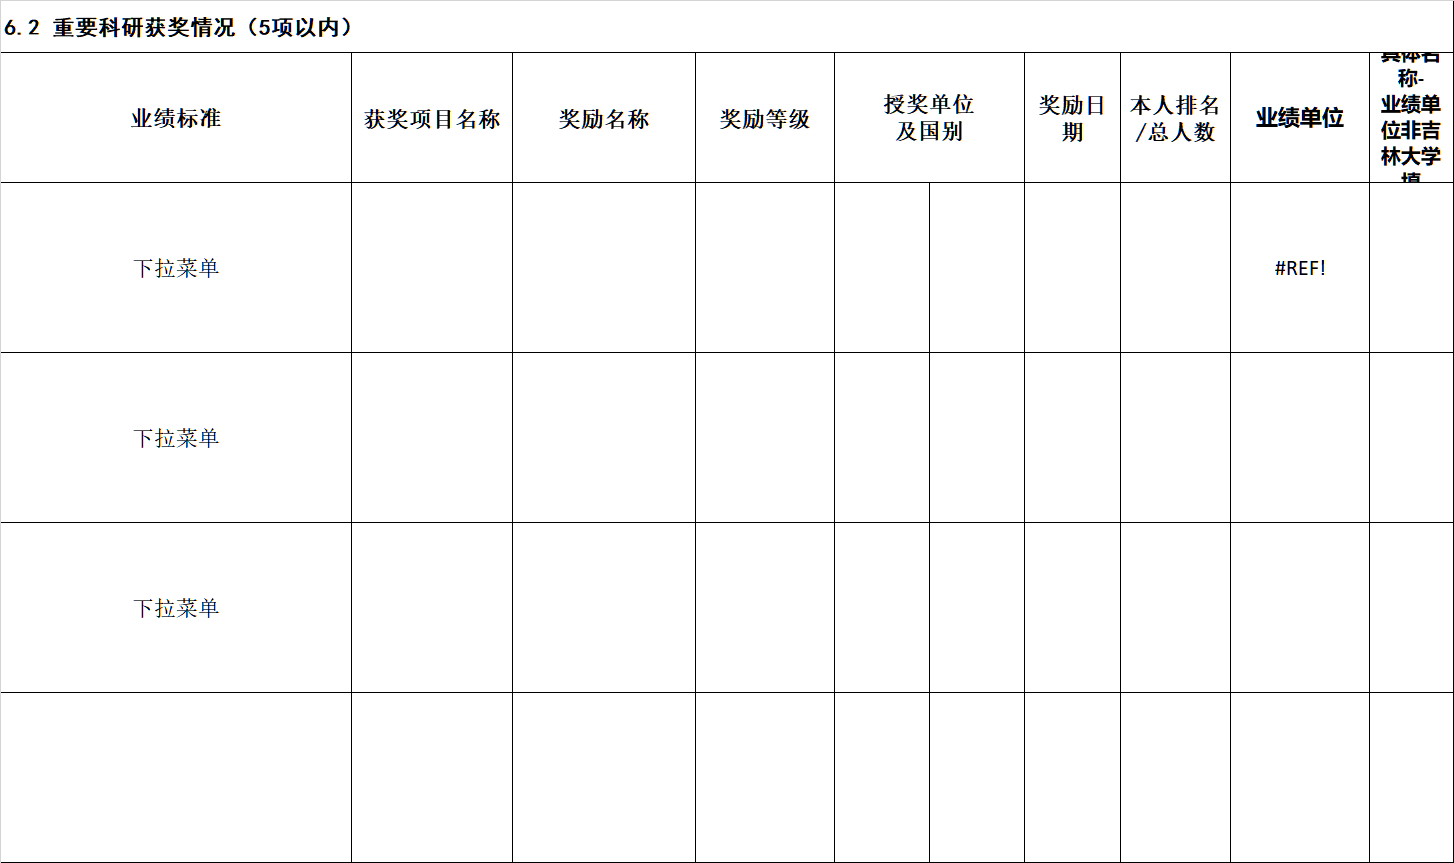 6.2 重要科研获奖情况（5项以内）
业绩标准
获奖项目名称
奖励名称
奖励等级
授奖单位
及国别
奖励日
期
本人排名
/总人数
业绩单位
具体名
称-
业绩单
位非吉
林大学
填
下拉菜单
#REF!
下拉菜单
下拉菜单